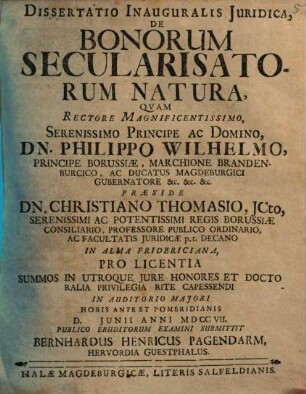 DISSERTATIO INAUGURALIS JURIDICA,
DE
BONORUM
SECULARISATO-
RUM NATURA,
QVAM
RECTORE MAGNIFICENTISSIMO,
SERENISSIMO PRINCIPE AC DOMINO,
DN. PHILIPPO WILHELMO,
PRINCIPE BORUSSIÆ, MARCHIONE BRANDEN-
BURCICO, AC DUCATUS MAGDEBURGICI
GUBERNATORE &c. &c. &c.
PRÆSIDE
DN. CHRISTIANO THOMASIO, JCto,
SERENISSIMI AC POTENTISSIMI REGIS BORUSSIÆ
CONSILIARIO, PROFESSORE PUBLICO ORDINARIO,
AC FACULTATIS JURIDICÆ p.t. DECANO
IN ALMA FRIDERICIANA,
PRO LICENTIA
SUMMOS IN UTROQUE JURE HONORES ET DOCTO
RALIA PRIVILEGIA RITE CAPESSENDI
IN AUDITORIO MAJORI
HORIS ANTE ET POMERIDIANIS
D. JUNII ANNI MDCCVII.
PUBLICO ERUDITORUM EXAMINI SUBMITTIT
BERNHARDUS HENRICUS PAGENDARM,
HERVORDIA GUESTPHALUS.
HALÆ MAGDEBURGICÆ, LITERIS SALFELDIANIS.